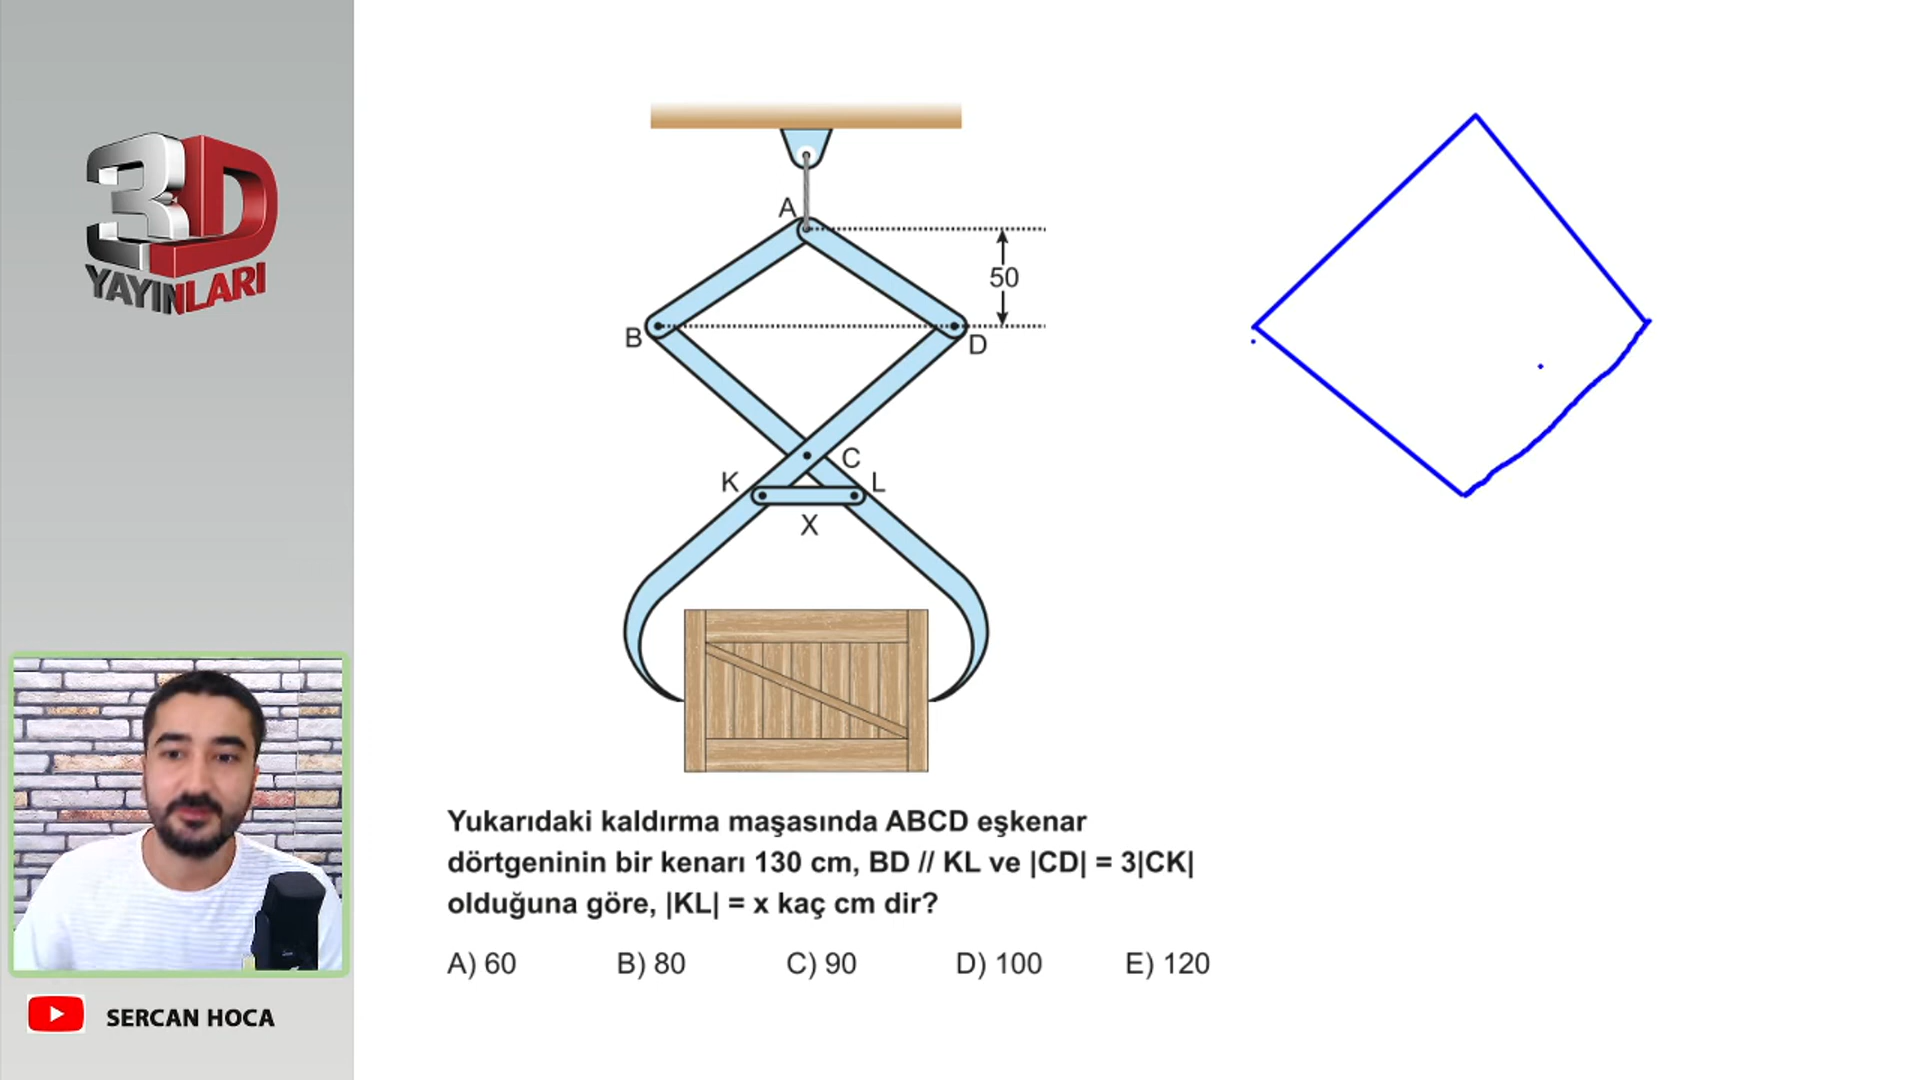 3D
YAYINLARI
A
50
B
D
C
K
L
X
Yukarıdaki kaldırma maşasında ABCD eşkenar
dörtgeninin bir kenarı 130 cm, BD // KL ve |CD| = 3|CK|
olduğuna göre, |KL| = x kaç cm dir?
A) 60 B) 80 C) 90 D) 100 E) 120
SERCAN HOCA